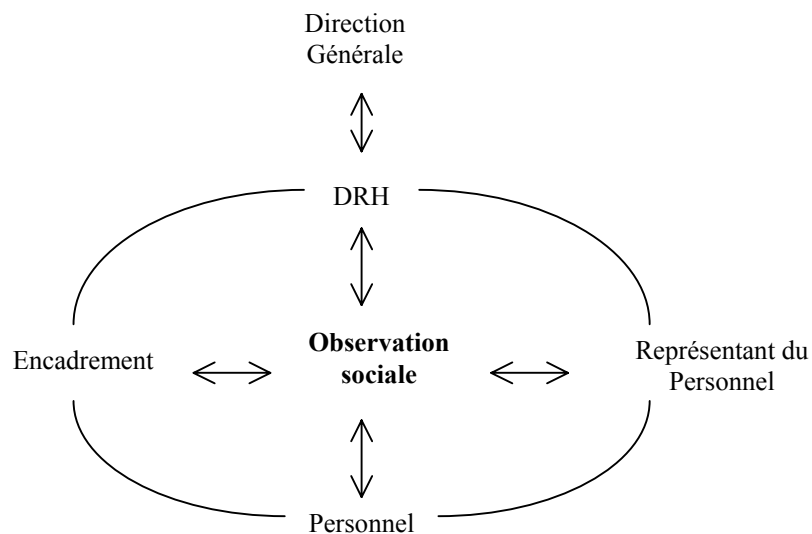 Direction
Générale
DRH
Encadrement
Observation
sociale
Représentant du
Personnel
Personnel